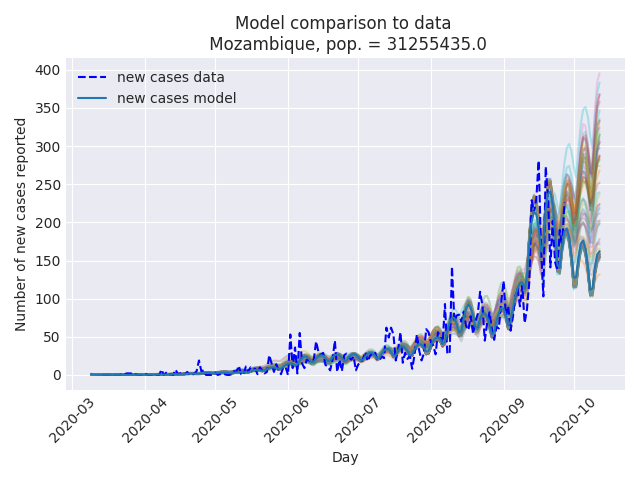 Model comparison to data
Mozambique, pop. = 31255435.0
new cases data
new cases model
Number of new cases reported
400
350
300
250
200
150
100
50
0
2020-03
2020-04
2020-05
2020-06
2020-07
2020-08
2020-09
2020-10
Day